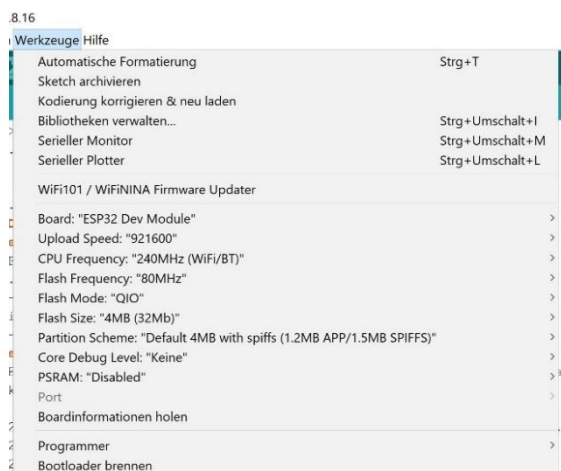 .8.16
Werkzeuge Hilfe
Automatische Formatierung Strg+T
Sketch archivieren
Kodierung korrigieren & neu laden
Bibliotheken verwalten... Strg+Umschalt+I
Serieller Monitor Strg+Umschalt+M
Serieller Plotter Strg+Umschalt+L
WiFi101 / WiFiNINA Firmware Updater
Board: "ESP32 Dev Module"
Upload Speed: "921600"
CPU Frequency: "240MHz (WiFi/BT)"
Flash Frequency: "80MHz"
Flash Mode: "QIO"
Flash Size: "4MB (32Mb)"
Partition Scheme: "Default 4MB with spiffs (1.2MB APP/1.5MB SPIFFS)"
Core Debug Level: "Keine"
PSRAM: "Disabled"
Port
Boardinformationen holen
Programmer
Bootloader brennen